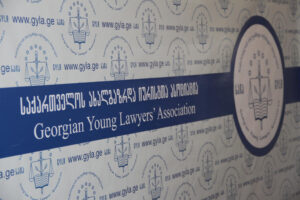 საქართველოს ახალგაზრდა იურისტთა ასოციაცია
Georgian Young Lawyers' Association
www.gyla.ge